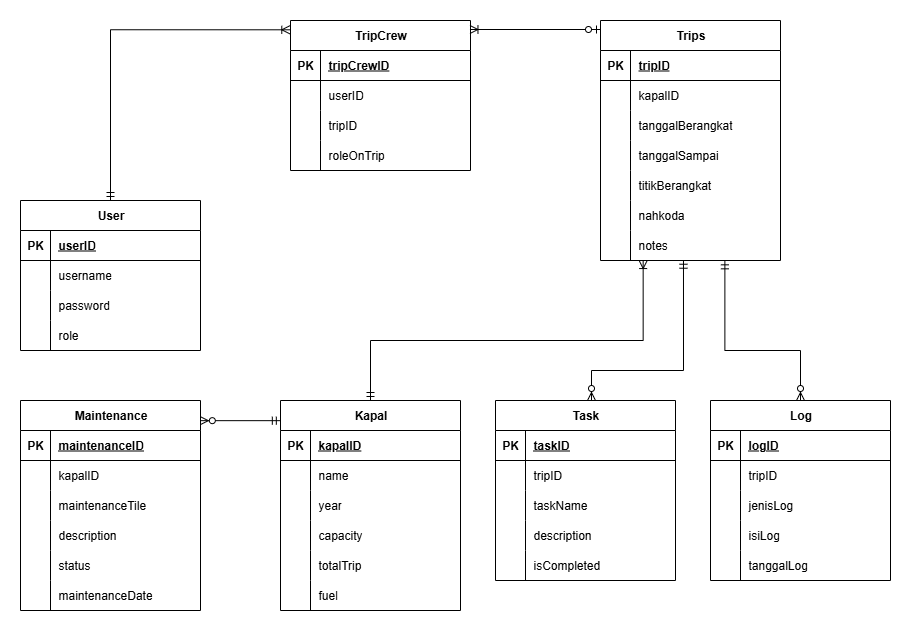 TripCrew
PK tripCrewID
userID
tripID
roleOnTrip
Trips
PK tripID
kapalID
tanggalBerangkat
tanggalSampai
titikBerangkat
nahkoda
notes
User
PK userID
username
password
role
Maintenance
PK maintenanceID
kapalID
maintenanceTile
description
status
maintenanceDate
Kapal
PK kapalID
name
year
capacity
totalTrip
fuel
Task
PK taskID
tripID
taskName
description
isCompleted
Log
PK logID
tripID
jenisLog
isiLog
tanggalLog